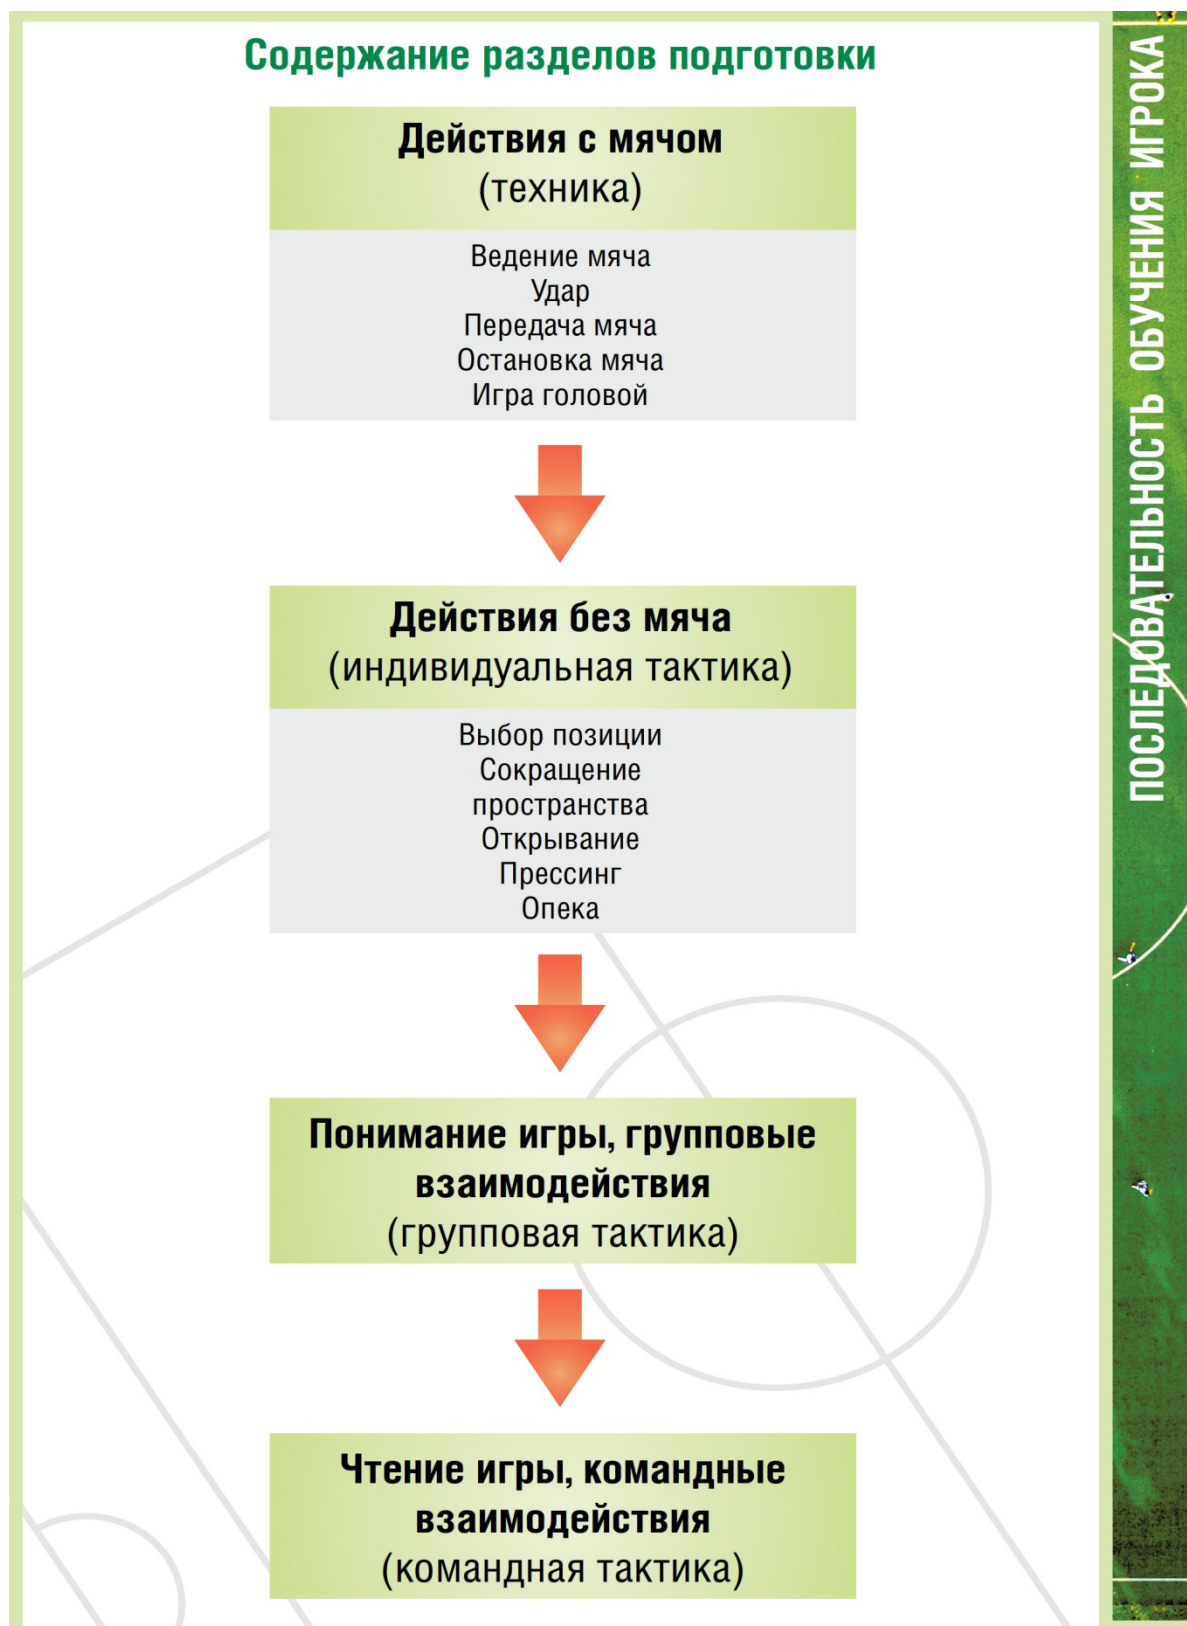 Содержание разделов подготовки
Действия с мячом
(техника)
Ведение мяча
Удар
Передача мяча
Остановка мяча
Игра головой
Действия без мяча
(индивидуальная тактика)
Выбор позиции
Сокращение
пространства
Открывание
Прессинг
Опека
Понимание игры, групповые
взаимодействия
(групповая тактика)
Чтение игры, командные
взаимодействия
(командная тактика)
ПОСЛЕДОВАТЕЛЬНОСТЬ ОБУЧЕНИЯ ИГРОКА